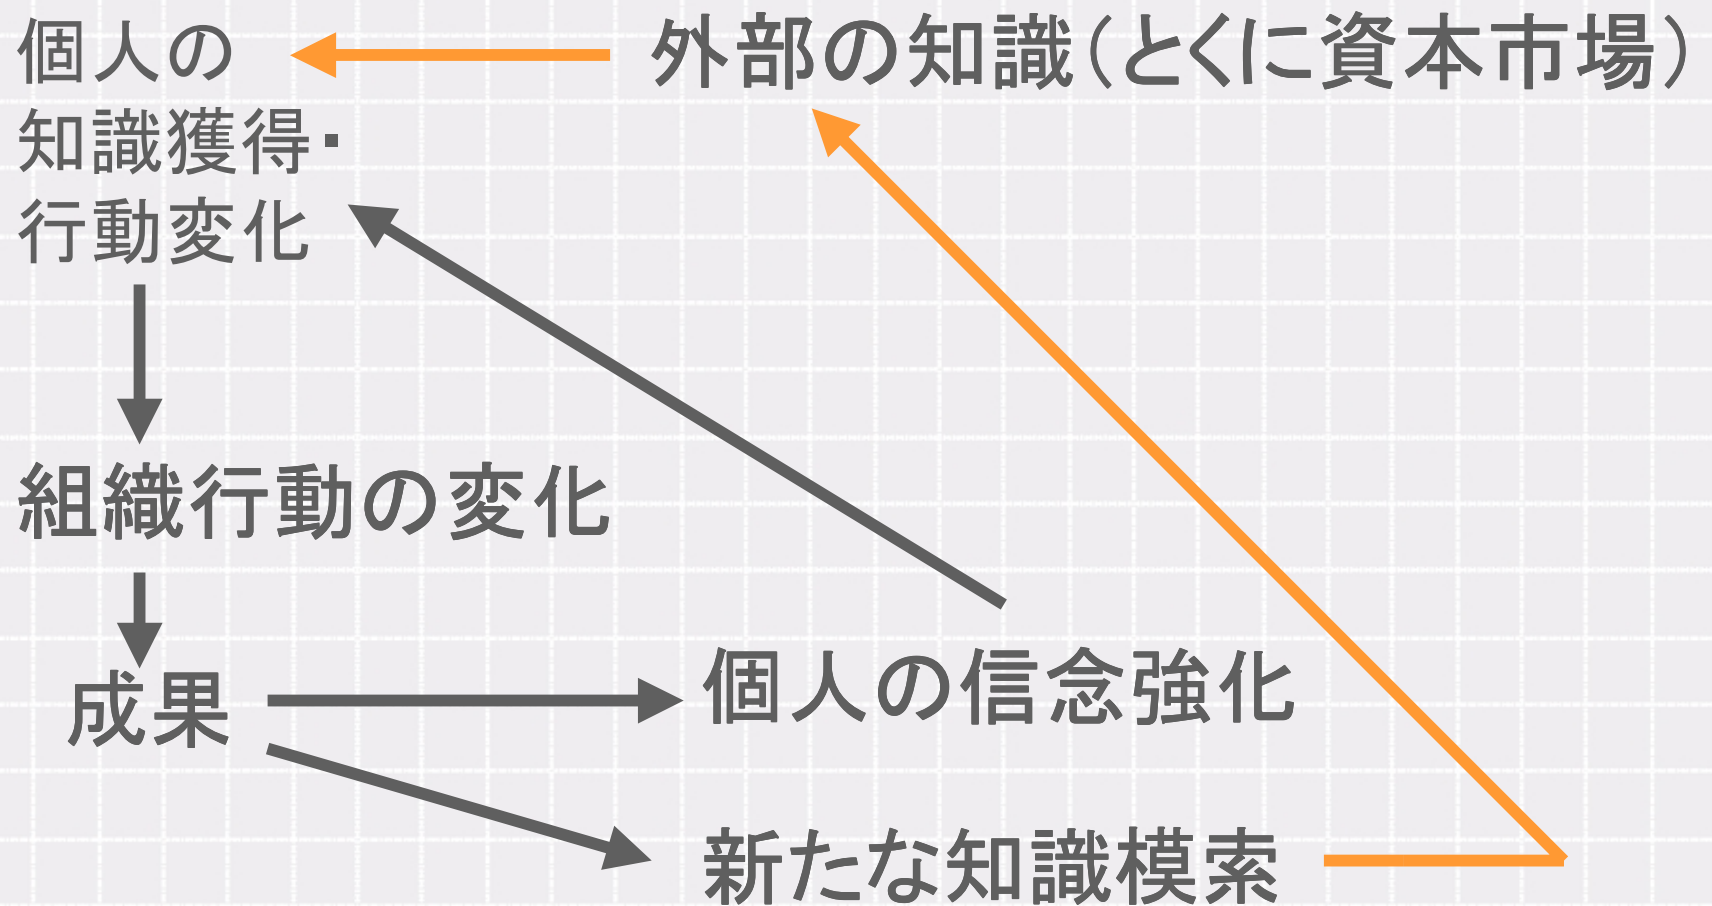 個人の
知識獲得・
行動変化
外部の知識（とくに資本市場）
組織行動の変化
成果
個人の信念強化
新たな知識模索